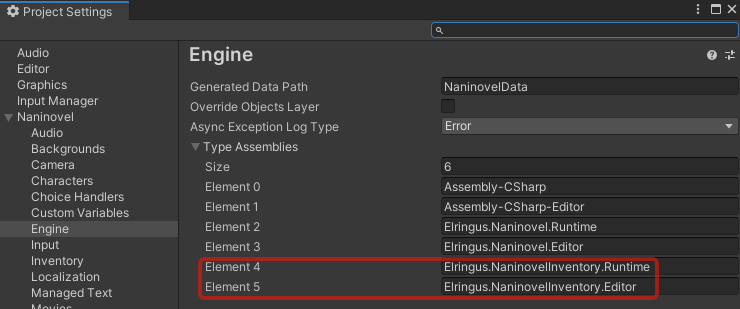 Project Settings
Audio
Editor
Graphics
Input Manager
Naninovel
Audio
Backgrounds
Camera
Characters
Choice Handlers
Custom Variables
Engine
Input
Inventory
Localization
Managed Text
Movies
Engine
Generated Data Path NaninovelData
Override Objects Layer
Async Exception Log Type Error
Type Assemblies
Size 6
Element 0 Assembly-CSharp
Element 1 Assembly-CSharp-Editor
Element 2 Elringus.Naninovel.Runtime
Element 3 Elringus.Naninovel.Editor
Element 4 Elringus.NaninovelInventory.Runtime
Element 5 Elringus.NaninovelInventory.Editor